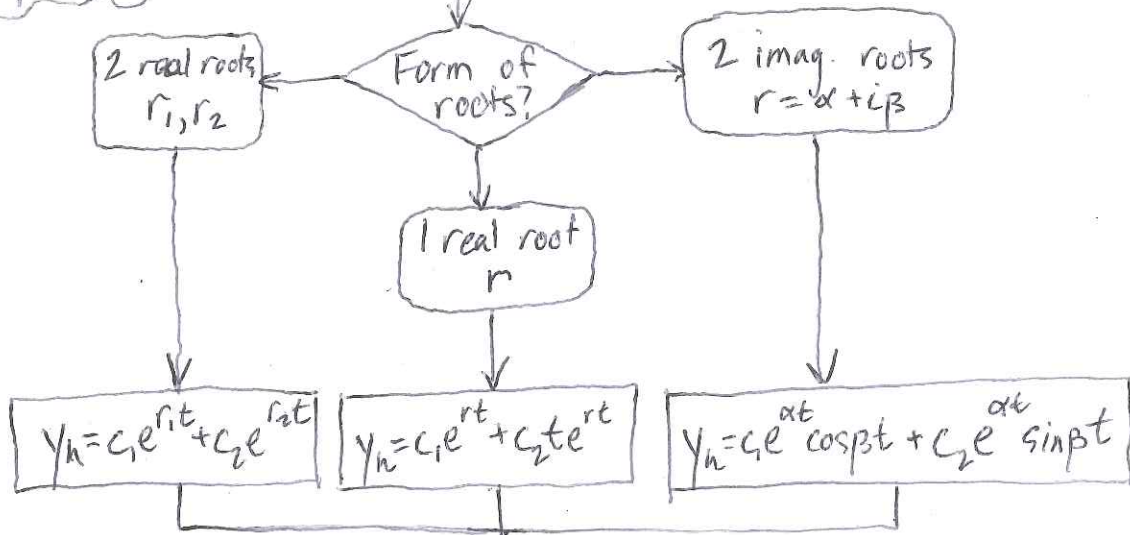 2 real roots
r₁, r₂
Form of
roots?
2 imag. roots
r = α + iβ
1 real root
r
yₕ = c₁e^{r₁t} + c₂e^{r₂t}
yₕ = c₁e^{rt} + c₂te^{rt}
yₕ = c₁e^{αt} cosβt + c₂e^{αt} sinβt